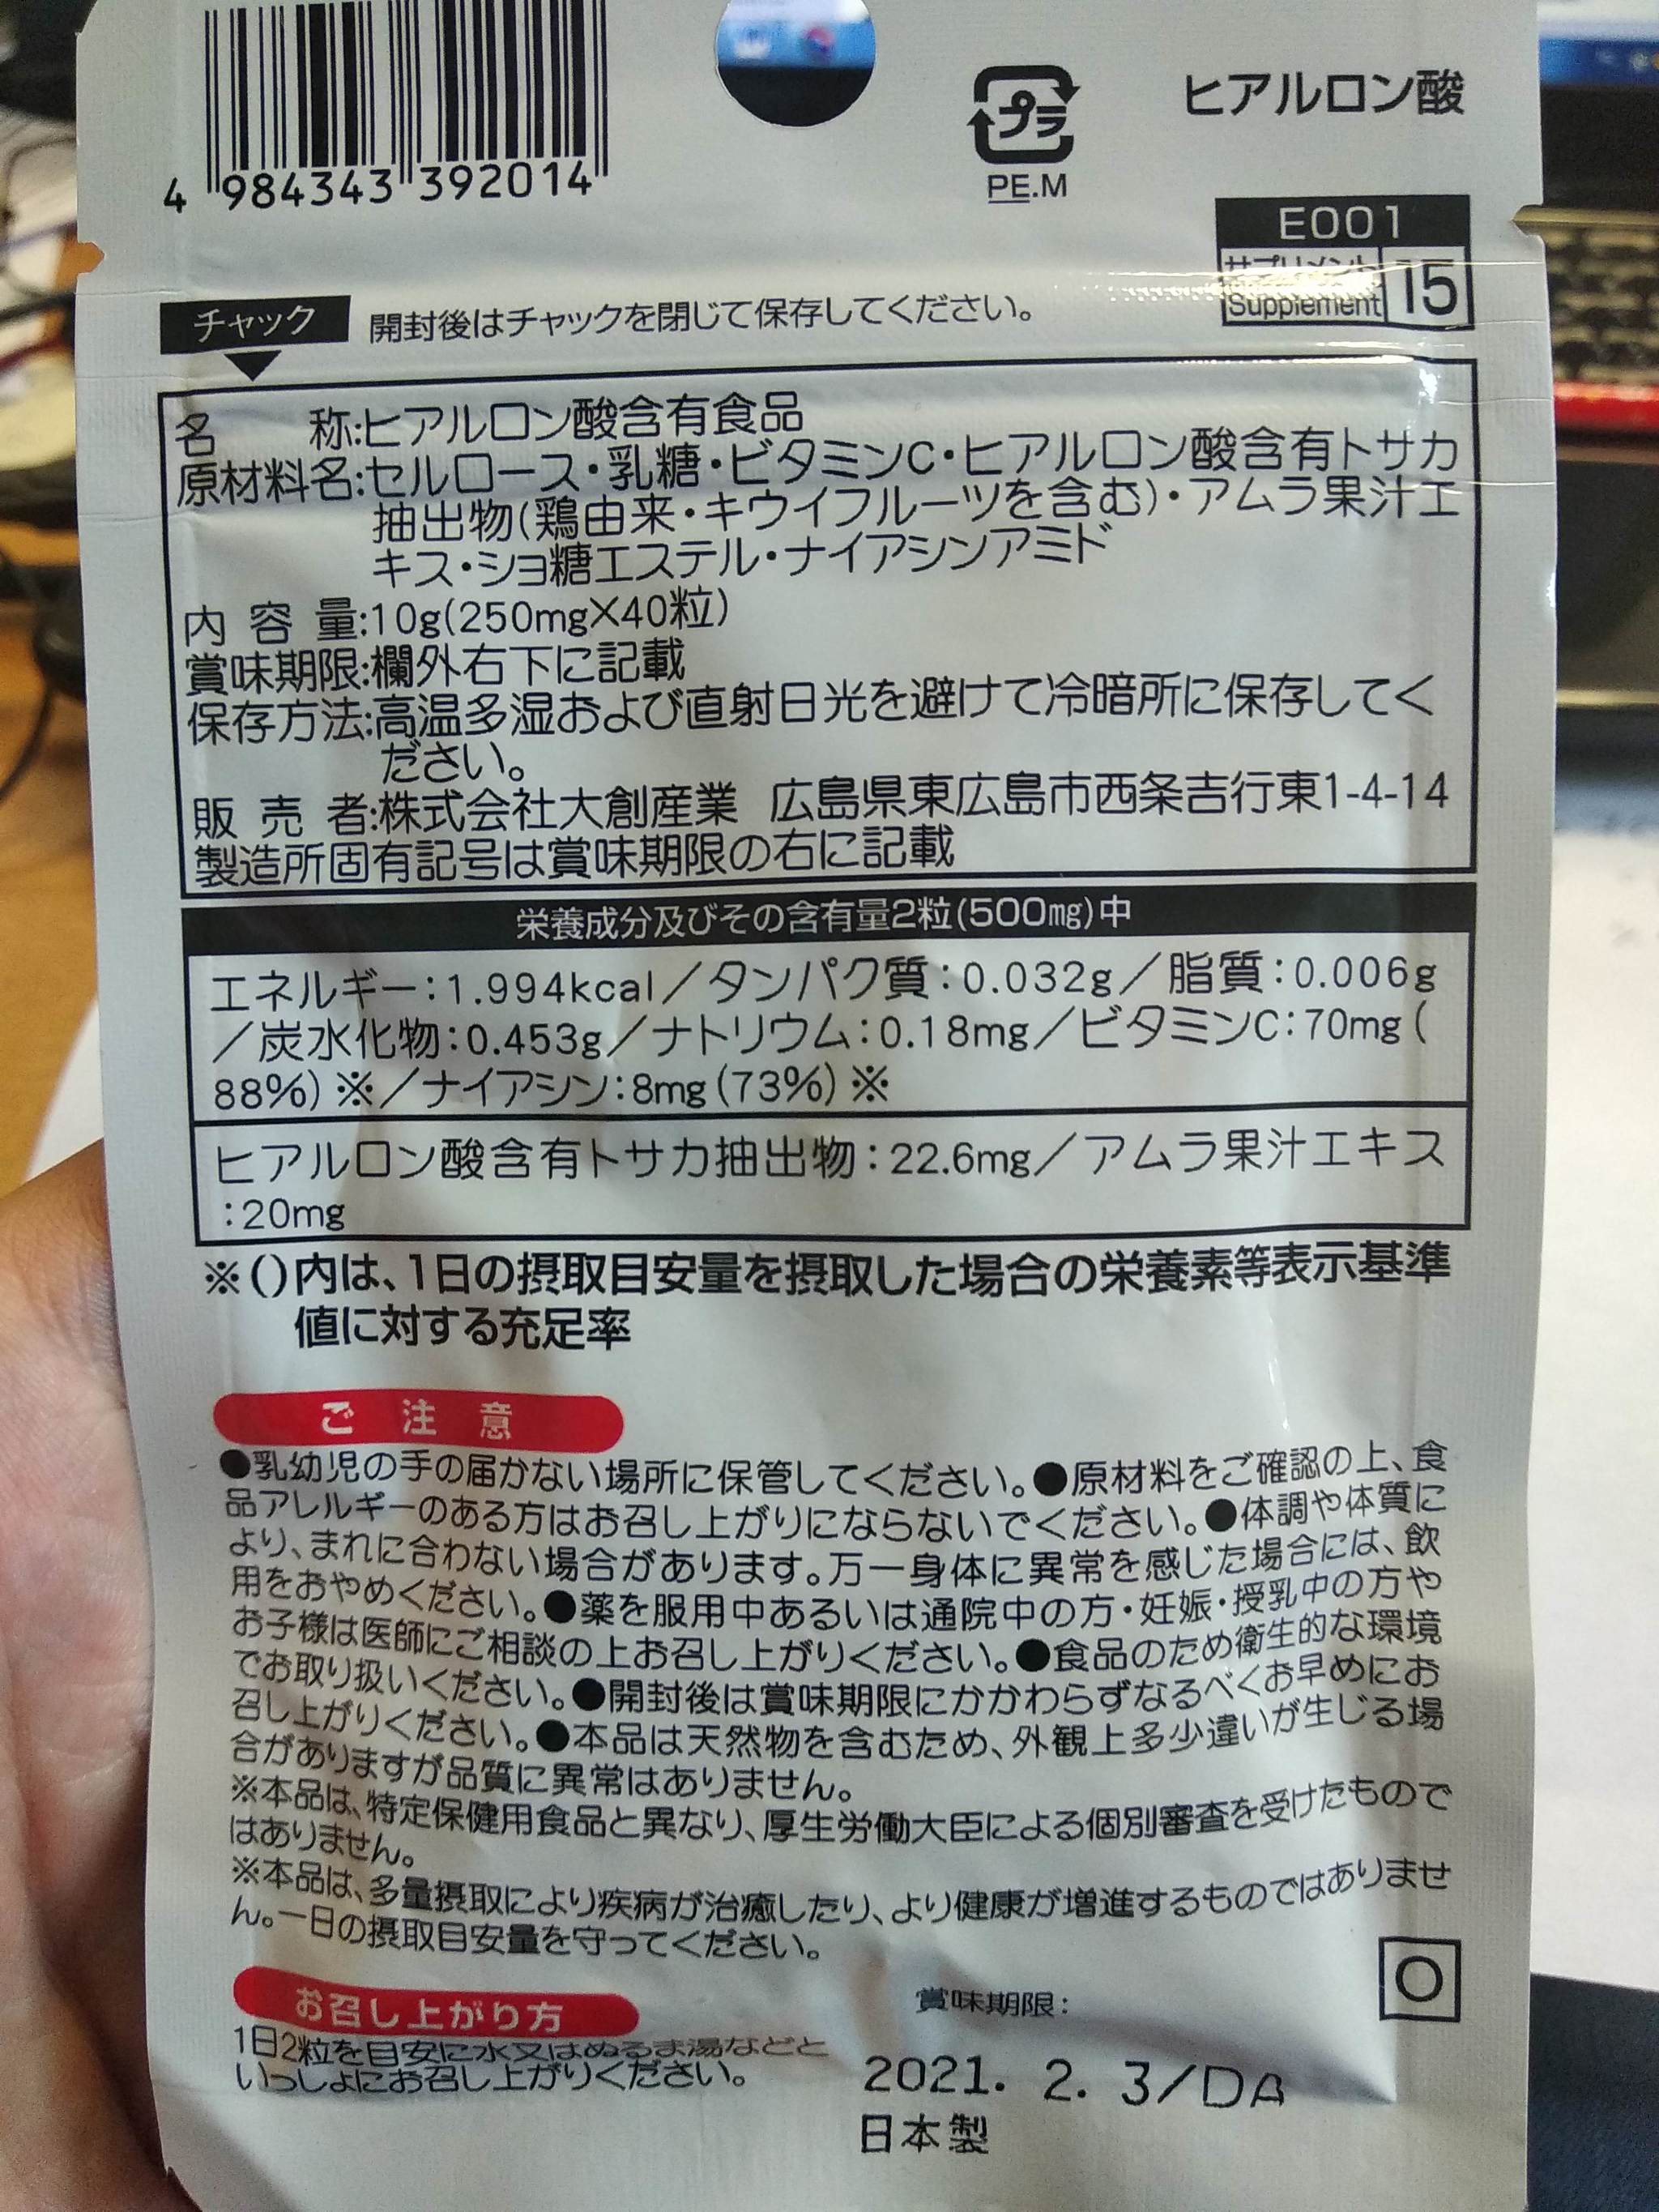 4 984343 392014
プラ
PE.M
ヒアルロン酸
E001
サプリメント
Supplement
15
チャック
開封後はチャックを閉じて保存してください。
名 称:ヒアルロン酸含有食品
原材料名:セルロース・乳糖・ビタミンC・ヒアルロン酸含有トサカ
抽出物(鶏由来・キウイフルーツを含む)・アムラ果汁エ
キス・ショ糖エステル・ナイアシンアミド
内 容 量:10g(250mg×40粒)
賞味期限:欄外右下に記載
保存方法:高温多湿および直射日光を避けて冷暗所に保存してく
ださい。
販 売 者:株式会社大創産業 広島県東広島市西条吉行東1-4-14
製造所固有記号は賞味期限の右に記載
栄養成分及びその含有量2粒(500㎎)中
エネルギー:1.994kcal/タンパク質:0.032g/脂質:0.006g
/炭水化物:0.453g/ナトリウム:0.18mg/ビタミンC:70mg(
88%)※/ナイアシン:8mg(73%)※
ヒアルロン酸含有トサカ抽出物:22.6mg/アムラ果汁エキス
:20mg
※()内は、1日の摂取目安量を摂取した場合の栄養素等表示基準
値に対する充足率
ご注意
●乳幼児の手の届かない場所に保管してください。●原材料をご確認の上、食
品アレルギーのある方はお召し上がりにならないでください。●体調や体質に
より、まれに合わない場合があります。万一身体に異常を感じた場合には、飲
用をおやめください。●薬を服用中あるいは通院中の方・妊娠・授乳中の方や
お子様は医師にご相談の上お召し上がりください。●食品のため衛生的な環境
でお取り扱いください。●開封後は賞味期限にかかわらずなるべくお早めにお
召し上がりください。●本品は天然物を含むため、外観上多少違いが生じる場
合がありますが品質に異常はありません。
※本品は、特定保健用食品と異なり、厚生労働大臣による個別審査を受けたもので
はありません。
※本品は、多量摂取により疾病が治癒したり、より健康が増進するものではありませ
ん。一日の摂取目安量を守ってください。
O
お召し上がり方
1日2粒を目安に水又はぬるま湯などと
いっしょにお召し上がりください。
賞味期限:
2021. 2. 3/DA
日本製